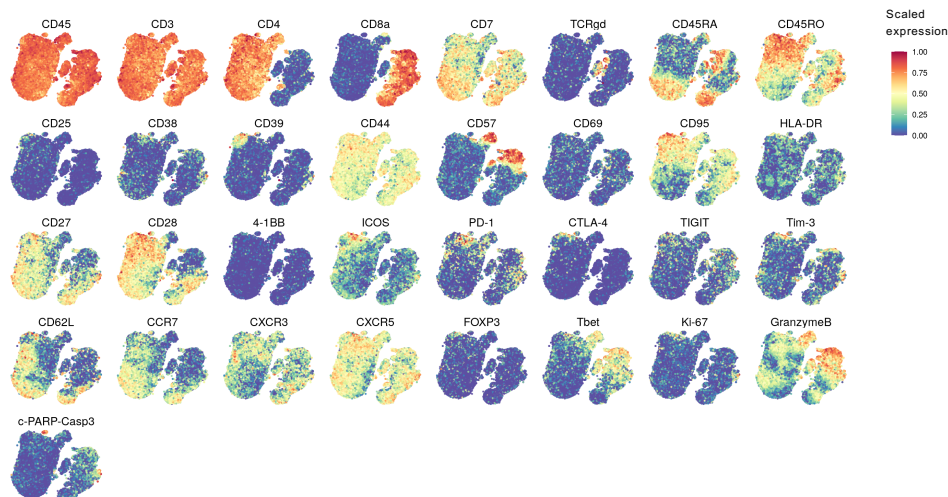 CD45 CD3 CD4 CD8a CD7 TCRgd CD45RA CD45RO
Scaled
expression
1.00
0.75
0.50
0.25
0.00
CD25 CD38 CD39 CD44 CD57 CD69 CD95 HLA-DR
CD27 CD28 4-1BB ICOS PD-1 CTLA-4 TIGIT Tim-3
CD62L CCR7 CXCR3 CXCR5 FOXP3 Tbet Ki-67 GranzymeB
c-PARP-Casp3